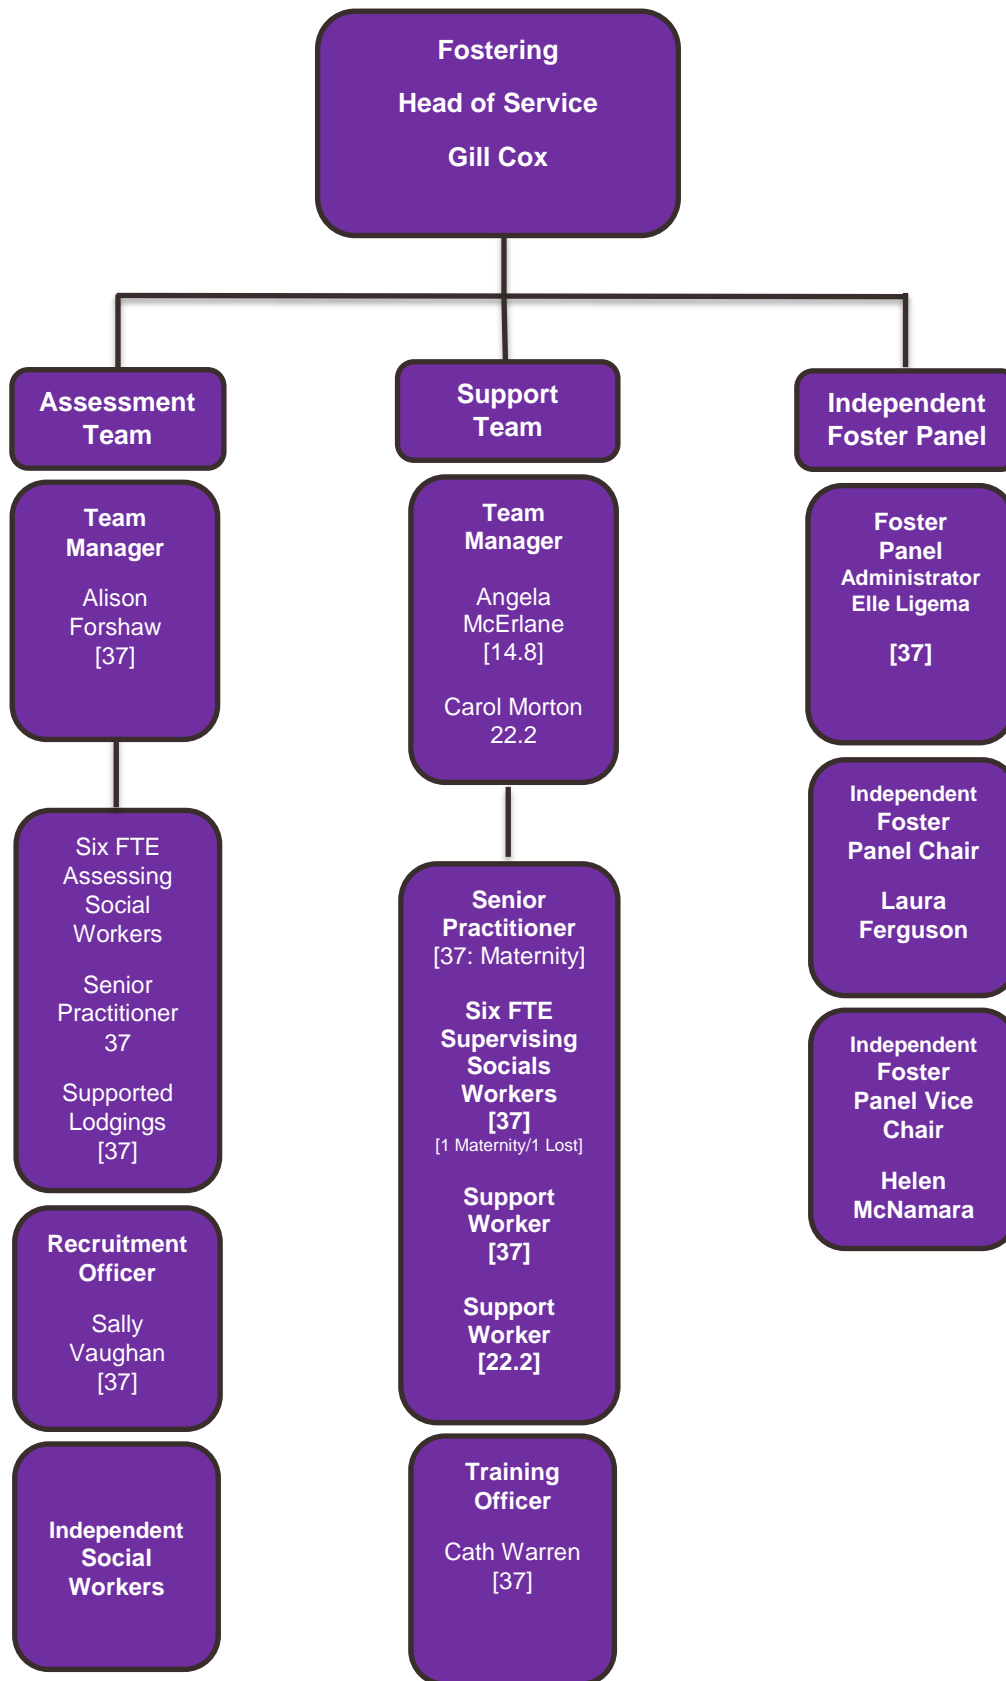 Fostering
Head of Service
Gill Cox
Assessment
Team
Team
Manager
Alison
Forshaw
[37]
Six FTE
Assessing
Social
Workers
Senior
Practitioner
37
Supported
Lodgings
[37]
Recruitment
Officer
Sally
Vaughan
[37]
Independent
Social
Workers
Support
Team
Team
Manager
Angela
McErlane
[14.8]
Carol Morton
22.2
Senior
Practitioner
[37: Maternity]
Six FTE
Supervising
Socials
Workers
[37]
[1 Maternity/1 Lost]
Support
Worker
[37]
Support
Worker
[22.2]
Training
Officer
Cath Warren
[37]
Independent
Foster Panel
Foster
Panel
Administrator
Elle Ligema
[37]
Independent
Foster
Panel Chair
Laura
Ferguson
Independent
Foster
Panel Vice
Chair
Helen
McNamara